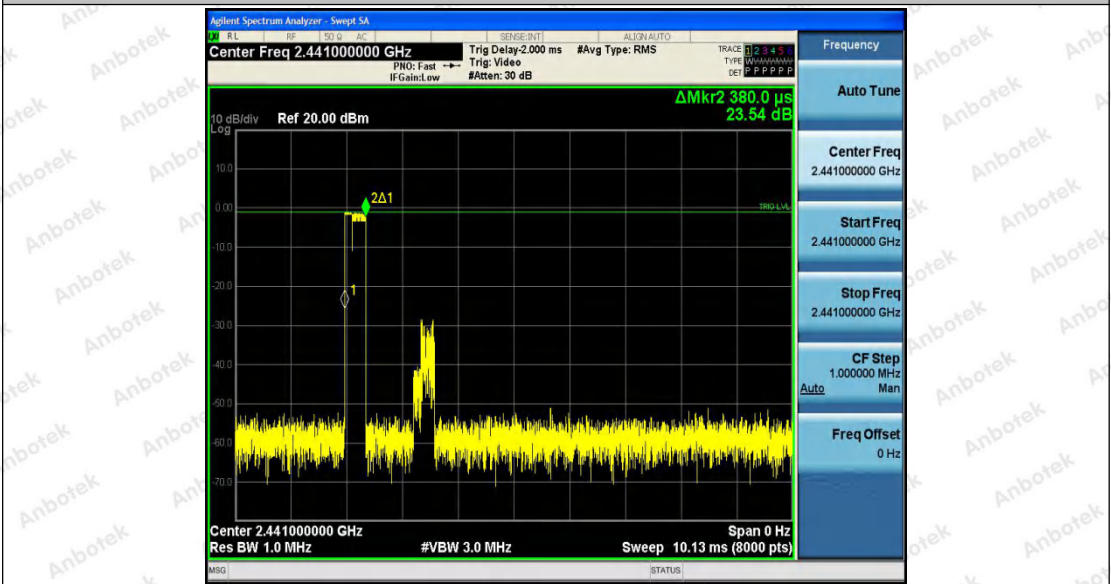 Agilent Spectrum Analyzer - Swept SA
LXI RL RF 50 Ω AC SENSE:INT ALIGN AUTO
Center Freq 2.441000000 GHz
PNO: Fast
IFGain:Low
Trig Delay-2.000 ms
Trig: Video
#Atten: 30 dB
#Avg Type: RMS
TRACE 1 2 3 4 5 6
TYPE
DET P P P P P P
ΔMkr2 380.0 µs
23.54 dB
10 dB/div
Log
Ref 20.00 dBm
10.0
0.00
-10.0
-20.0
-30.0
-40.0
-50.0
-60.0
-70.0
2Δ1
1
TRIG LVL
Center 2.441000000 GHz
Span 0 Hz
Res BW 1.0 MHz
#VBW 3.0 MHz
Sweep 10.13 ms (8000 pts)
MSG
STATUS
Frequency
Auto Tune
Center Freq
2.441000000 GHz
Start Freq
2.441000000 GHz
Stop Freq
2.441000000 GHz
CF Step
1.000000 MHz
Auto Man
Freq Offset
0 Hz
Anbotek